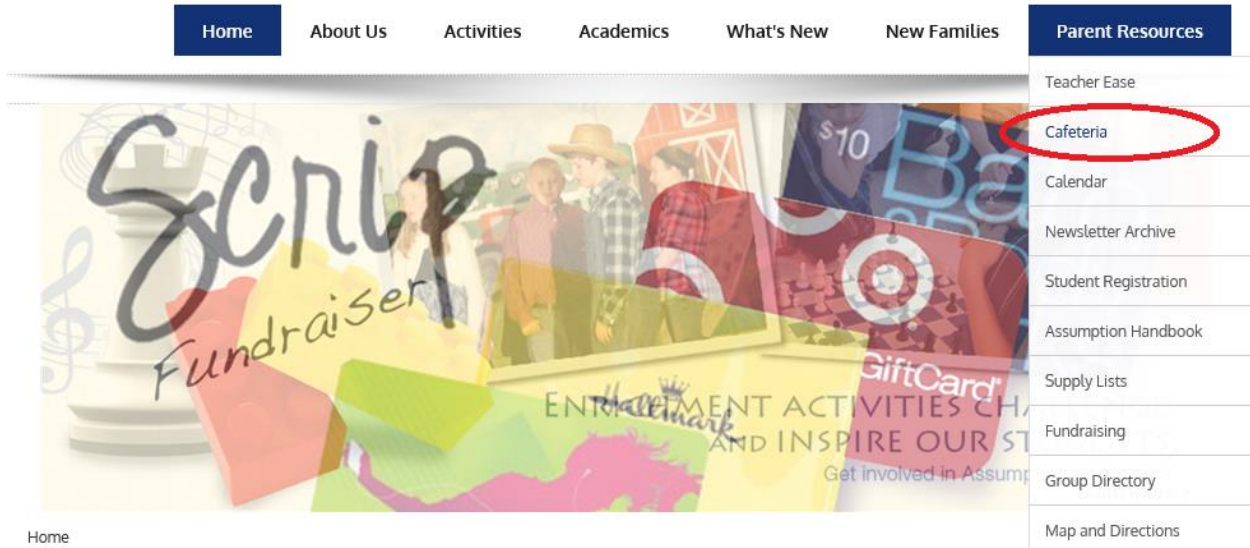 Home About Us Activities Academics What's New New Families Parent Resources
Teacher Ease
Cafeteria
Calendar
Newsletter Archive
Student Registration
Assumption Handbook
Supply Lists
Fundraising
Group Directory
Map and Directions
Scrip
Fundraiser
$10
GiftCard
Hallmark
ENRICHMENT ACTIVITIES
AND INSPIRE OUR
Get involved in
Home